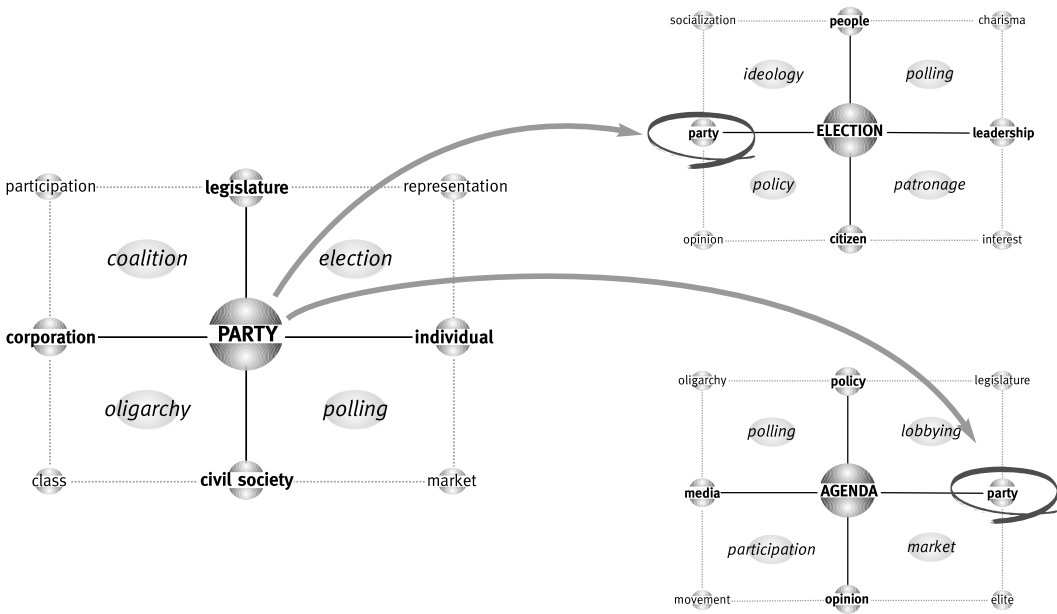 participation
legislature
representation
coalition
election
corporation
PARTY
individual
oligarchy
polling
class
civil society
market
socialization
people
charisma
ideology
polling
party
ELECTION
leadership
policy
patronage
opinion
citizen
interest
oligarchy
policy
legislature
polling
lobbying
media
AGENDA
party
participation
market
movement
opinion
elite